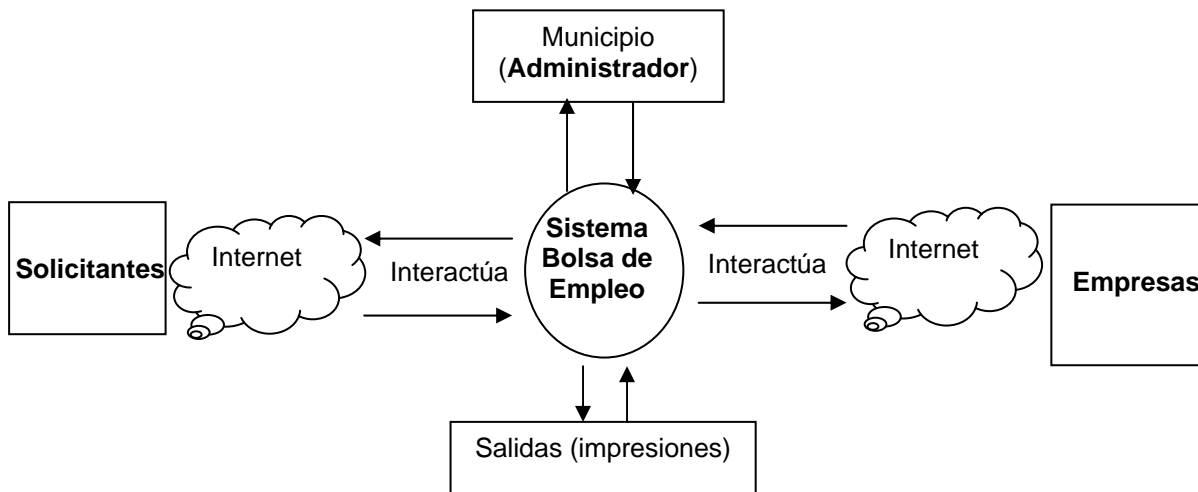 Municipio
(Administrador)
Solicitantes
Internet
Interactúa
Sistema
Bolsa de
Empleo
Interactúa
Internet
Empresas
Salidas (impresiones)